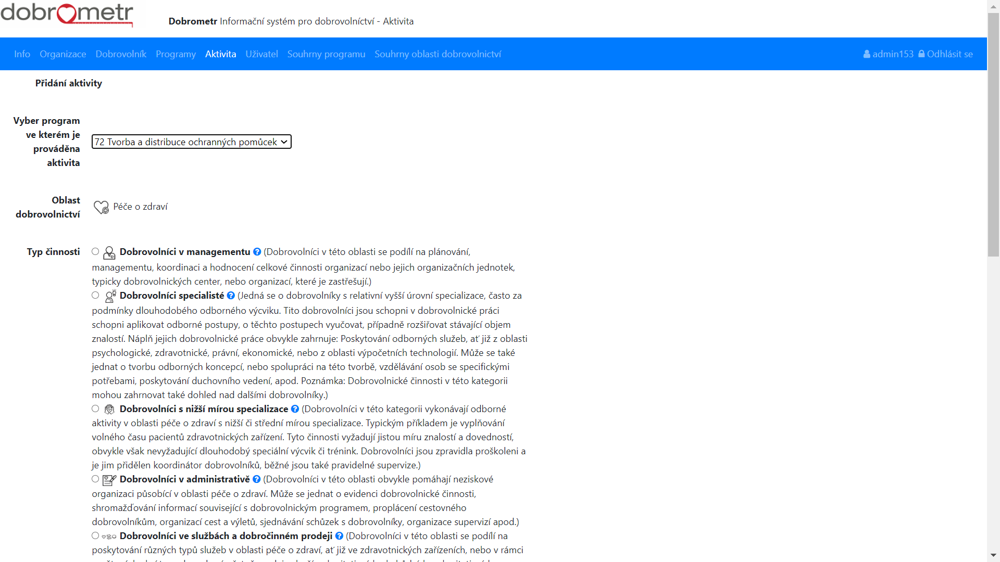 dobrometr
Dobrometr Informační systém pro dobrovolníctví - Aktivita
Info Organizace Dobrovolník Programy Aktivita Uživatel Souhrny programu Souhrny oblasti dobrovolnictví admin153 Odhlásit se
Přidání aktivity
Vyber program
ve kterém je
prováděna
aktivita
72 Tvorba a distribuce ochranných pomůcek
Oblast
dobrovolnictví
Péče o zdraví
Typ činnosti
Dobrovolníci v managementu (Dobrovolníci v této oblasti se podílí na plánování,
managementu, koordinaci a hodnocení celkové činnosti organizací nebo jejich organizačních jednotek,
typicky dobrovolnických center, nebo organizací, které je zastřešují.)
Dobrovolníci specialisté (Jedná se o dobrovolníky s relativní vyšší úrovní specializace, často za
podmínky dlouhodobého odborného výcviku. Tito dobrovolníci jsou schopni v dobrovolnické práci
schopni aplikovat odborné postupy, o těchto postupech vyučovat, případně rozšiřovat stávající objem
znalostí. Náplň jejich dobrovolnické práce obvykle zahrnuje: Poskytování odborných služeb, ať již z oblasti
psychologické, zdravotnické, právní, ekonomické, nebo z oblasti výpočetních technologií. Může se také
jednat o tvorbu odborných koncepcí, nebo spolupráci na této tvorbě, vzdělávání osob se specifickými
potřebami, poskytování duchovního vedení, apod. Poznámka: Dobrovolnické činnosti v této kategorii
mohou zahrnovat také dohled nad dalšími dobrovolníky.)
Dobrovolníci s nižší mírou specializace (Dobrovolníci v této kategorii vykonávají odborné
aktivity v oblasti péče o zdraví s nižší či střední mírou specializace. Typickým příkladem je vyplňování
volného času pacientů zdravotnických zařízení. Tyto činnosti vyžadují jistou míru znalostí a dovedností,
obvykle však nevyžadující dlouhodobý speciální výcvik či trénink. Dobrovolníci jsou zpravidla proškoleni a
je jim přidělen koordinátor dobrovolníků, běžné jsou také pravidelné supervize.)
Dobrovolníci v administrativě (Dobrovolníci v této oblasti obvykle pomáhají neziskové
organizaci působící v oblasti péče o zdraví. Může se jednat o evidenci dobrovolnické činnosti,
shromažďování informací související s dobrovolnickým programem, proplácení cestovného
dobrovolníkům, organizací cest a výletů, sjednávání schůzek s dobrovolníky, organizace supervizí apod.)
Dobrovolníci ve službách a dobročinném prodeji (Dobrovolníci v této oblasti se podílí na
poskytování různých typů služeb v oblasti péče o zdraví, ať již ve zdravotnických zařízeních, nebo v rámci